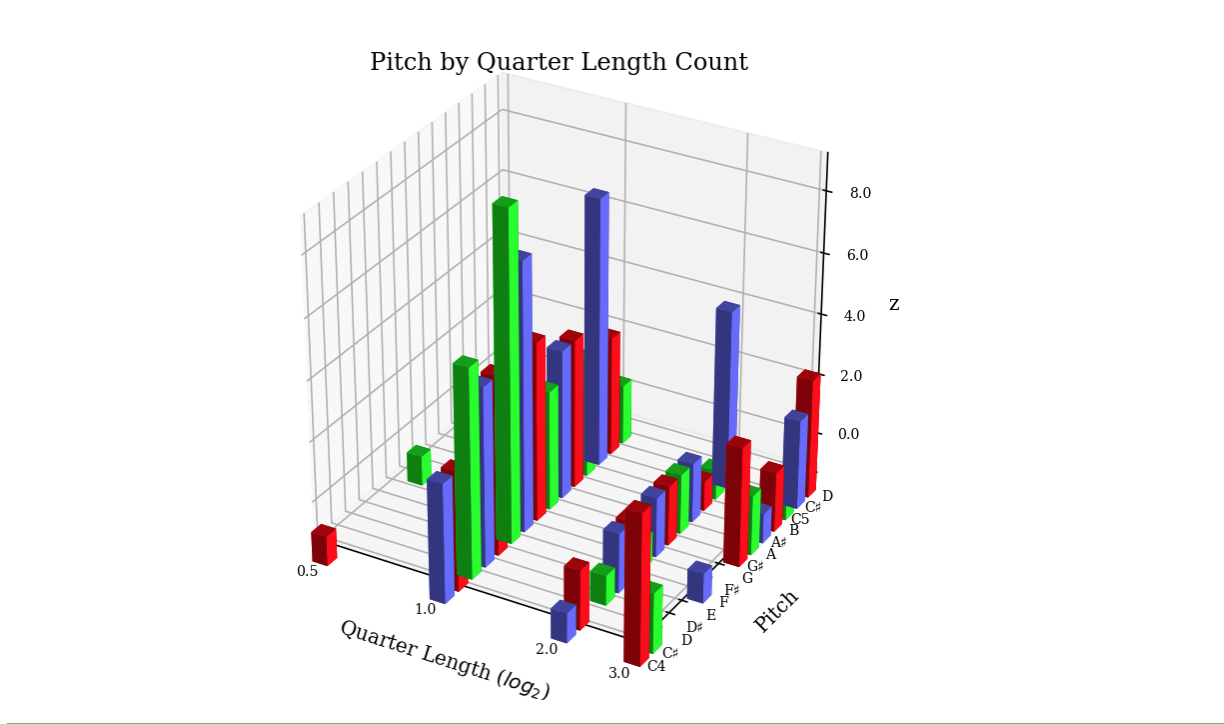 Pitch by Quarter Length Count
8.0
6.0
z
4.0
2.0
0.0
D
C♯
C5
B
A♯
A
G♯
G
F♯
F
E
D♯
D
C♯
C4
Pitch
0.5
1.0
2.0
3.0
Quarter Length (log₂)